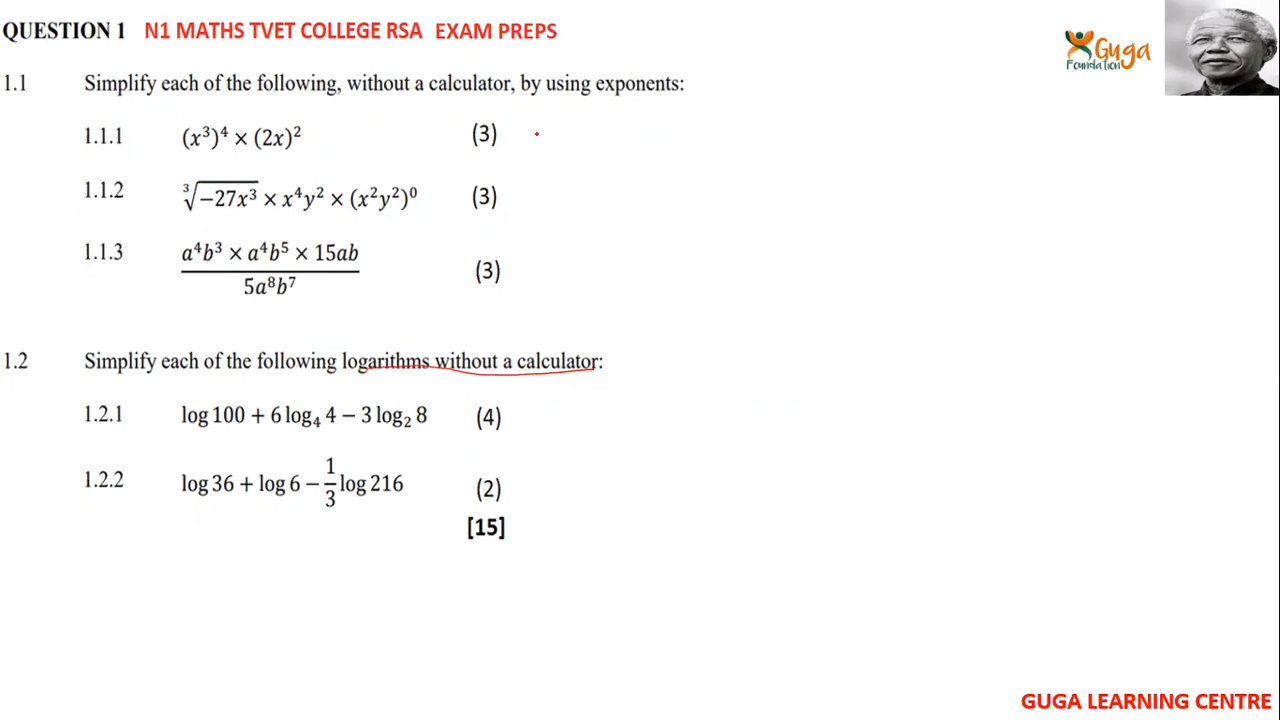 QUESTION 1 N1 MATHS TVET COLLEGE RSA EXAM PREPS
Guga
Foundation
1.1 Simplify each of the following, without a calculator, by using exponents:
1.1.1 (x³)⁴ × (2x)² (3)
1.1.2 ∛(−27x³) × x⁴y² × (x²y²)⁰ (3)
1.1.3 (a⁴b³ × a⁴b⁵ × 15ab)/(5a⁸b⁷) (3)
1.2 Simplify each of the following logarithms without a calculator:
1.2.1 log 100 + 6 log₄ 4 − 3 log₂ 8 (4)
1.2.2 log 36 + log 6 − 1/3 log 216 (2)
[15]
GUGA LEARNING CENTRE